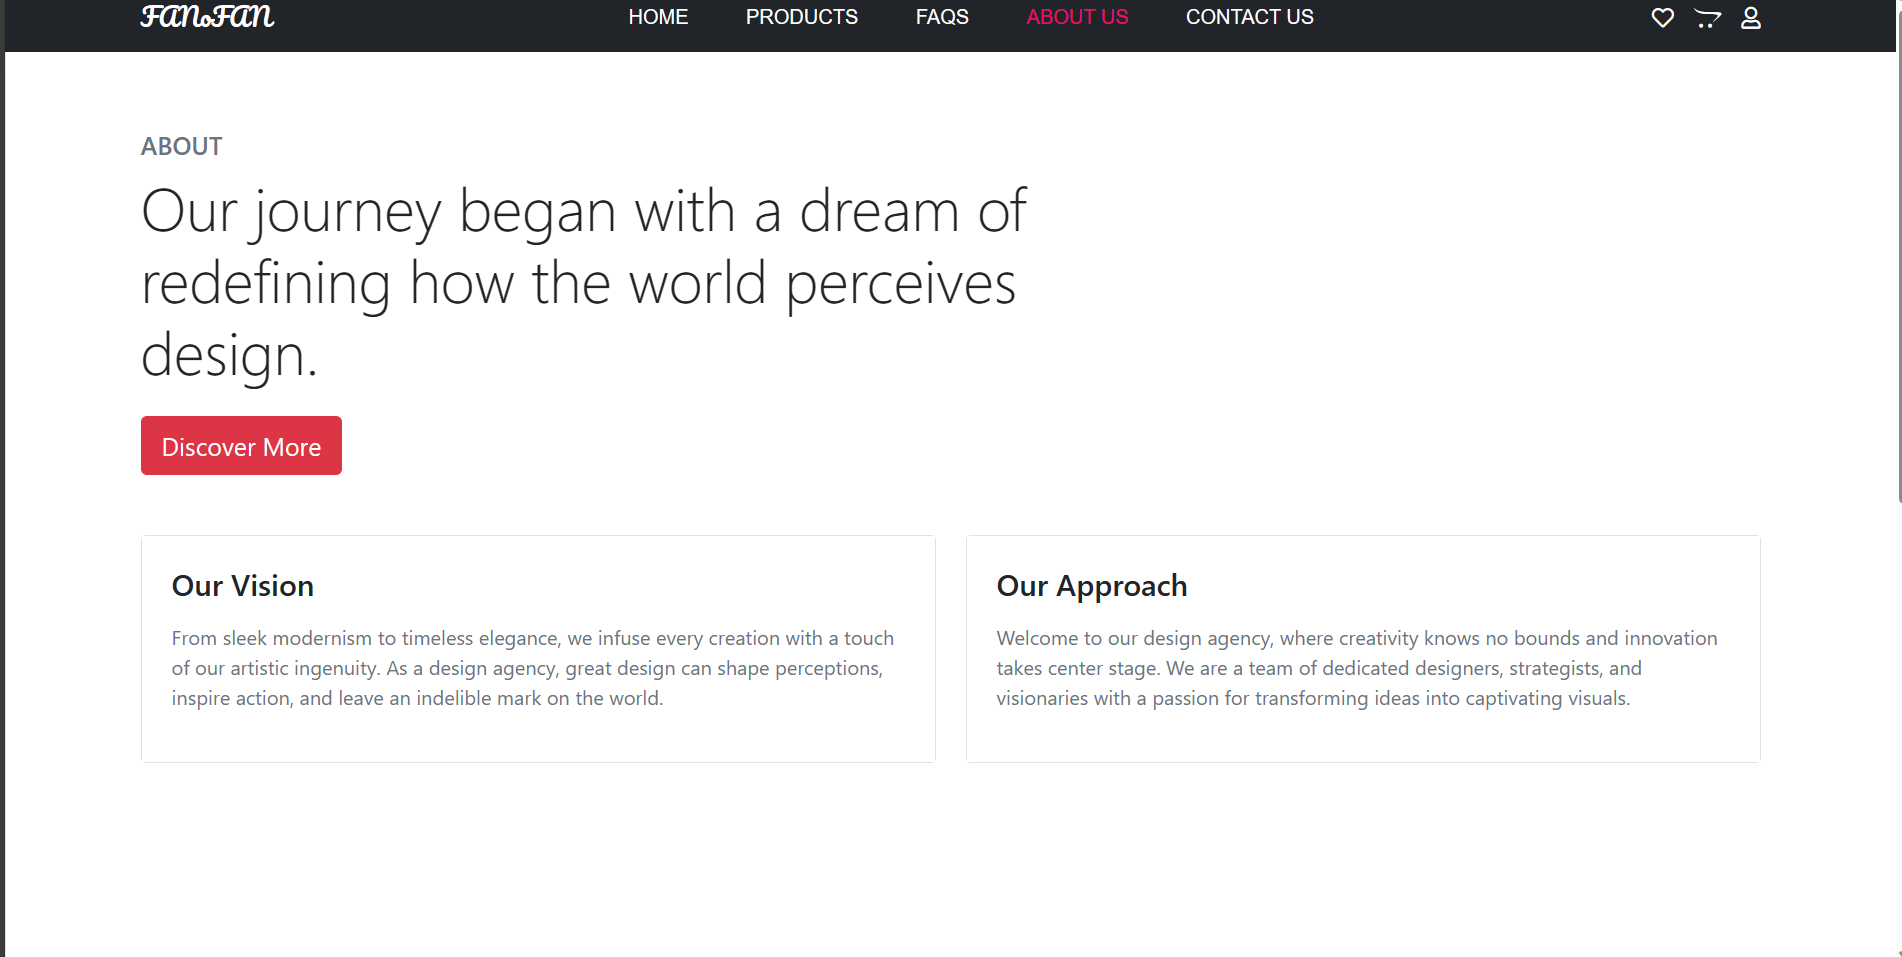 FANoFAN
HOME PRODUCTS FAQS ABOUT US CONTACT US
ABOUT
Our journey began with a dream of
redefining how the world perceives
design.
Discover More
Our Vision
From sleek modernism to timeless elegance, we infuse every creation with a touch
of our artistic ingenuity. As a design agency, great design can shape perceptions,
inspire action, and leave an indelible mark on the world.
Our Approach
Welcome to our design agency, where creativity knows no bounds and innovation
takes center stage. We are a team of dedicated designers, strategists, and
visionaries with a passion for transforming ideas into captivating visuals.